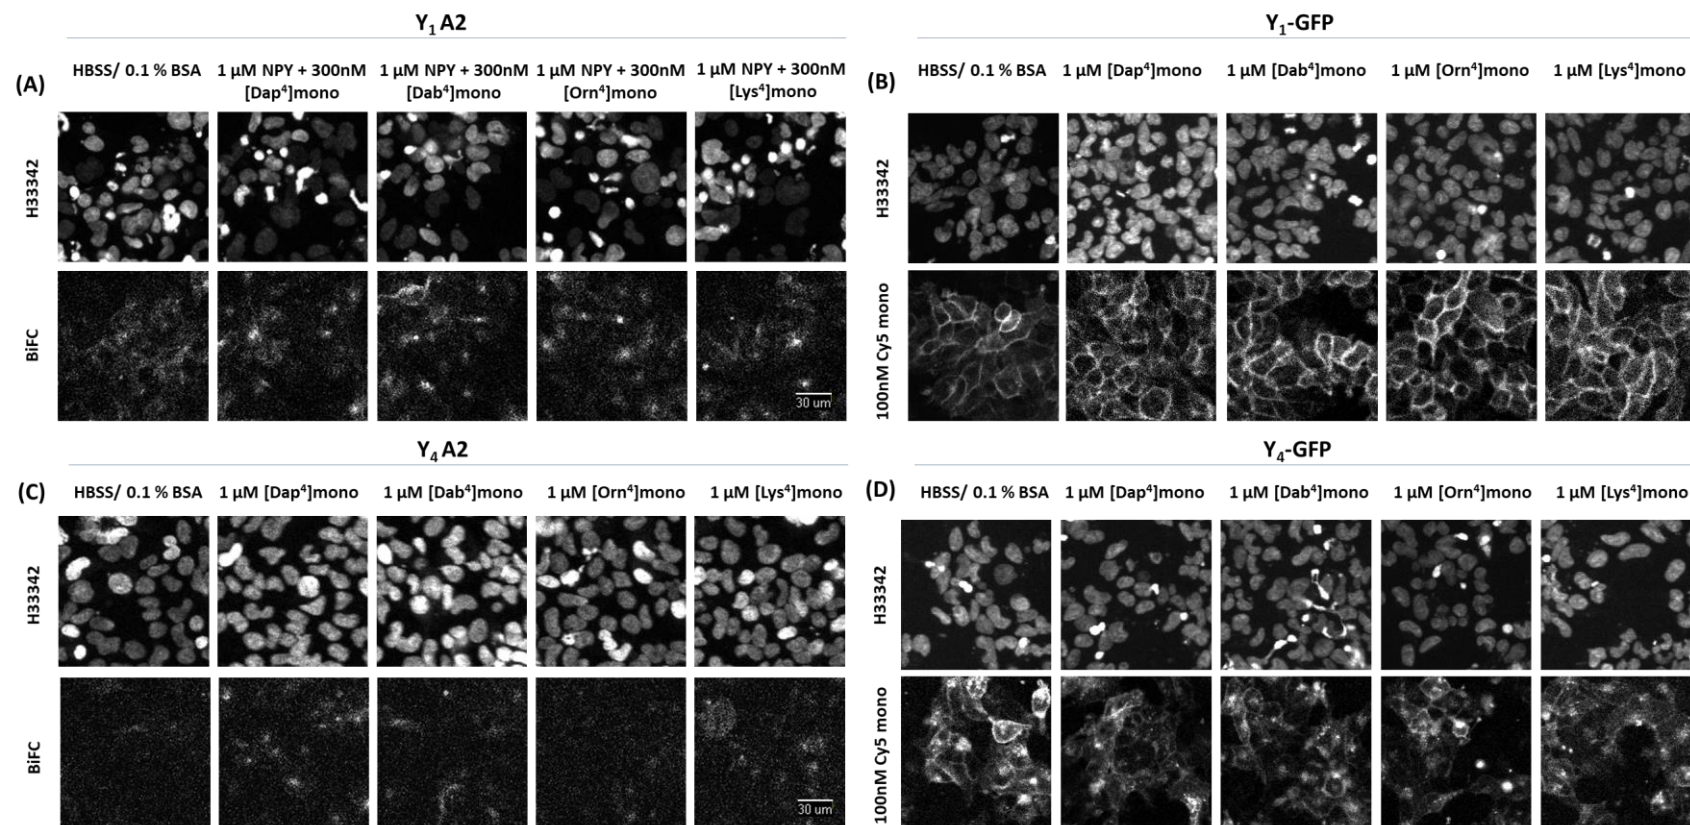 Y1 A2
(A)
HBSS/ 0.1 % BSA
1 µM NPY + 300nM
[Dap4]mono
1 µM NPY + 300nM
[Dab4]mono
1 µM NPY + 300nM
[Orn4]mono
1 µM NPY + 300nM
[Lys4]mono
H33342
BiFC
30 um
Y1-GFP
(B)
HBSS/ 0.1 % BSA
1 µM [Dap4]mono
1 µM [Dab4]mono
1 µM [Orn4]mono
1 µM [Lys4]mono
H33342
100nM Cy5 mono
Y4 A2
(C)
HBSS/ 0.1 % BSA
1 µM [Dap4]mono
1 µM [Dab4]mono
1 µM [Orn4]mono
1 µM [Lys4]mono
H33342
BiFC
30 um
Y4-GFP
(D)
HBSS/ 0.1 % BSA
1 µM [Dap4]mono
1 µM [Dab4]mono
1 µM [Orn4]mono
1 µM [Lys4]mono
H33342
100nM Cy5 mono